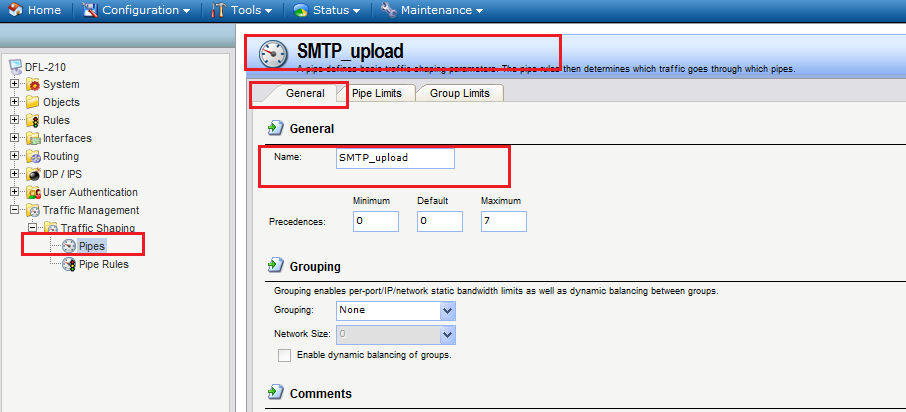 Home Configuration Tools Status Maintenance
DFL-210
System
Objects
Rules
Interfaces
Routing
IDP / IPS
User Authentication
Traffic Management
Traffic Shaping
Pipes
Pipe Rules
SMTP_upload
A pipe defines basic traffic shaping parameters. The pipe rules then determines which traffic goes through which pipes.
General Pipe Limits Group Limits
General
Name: SMTP_upload
Minimum Default Maximum
Precedences: 0 0 7
Grouping
Grouping enables per-port/IP/network static bandwidth limits as well as dynamic balancing between groups.
Grouping: None
Network Size: 0
Enable dynamic balancing of groups.
Comments